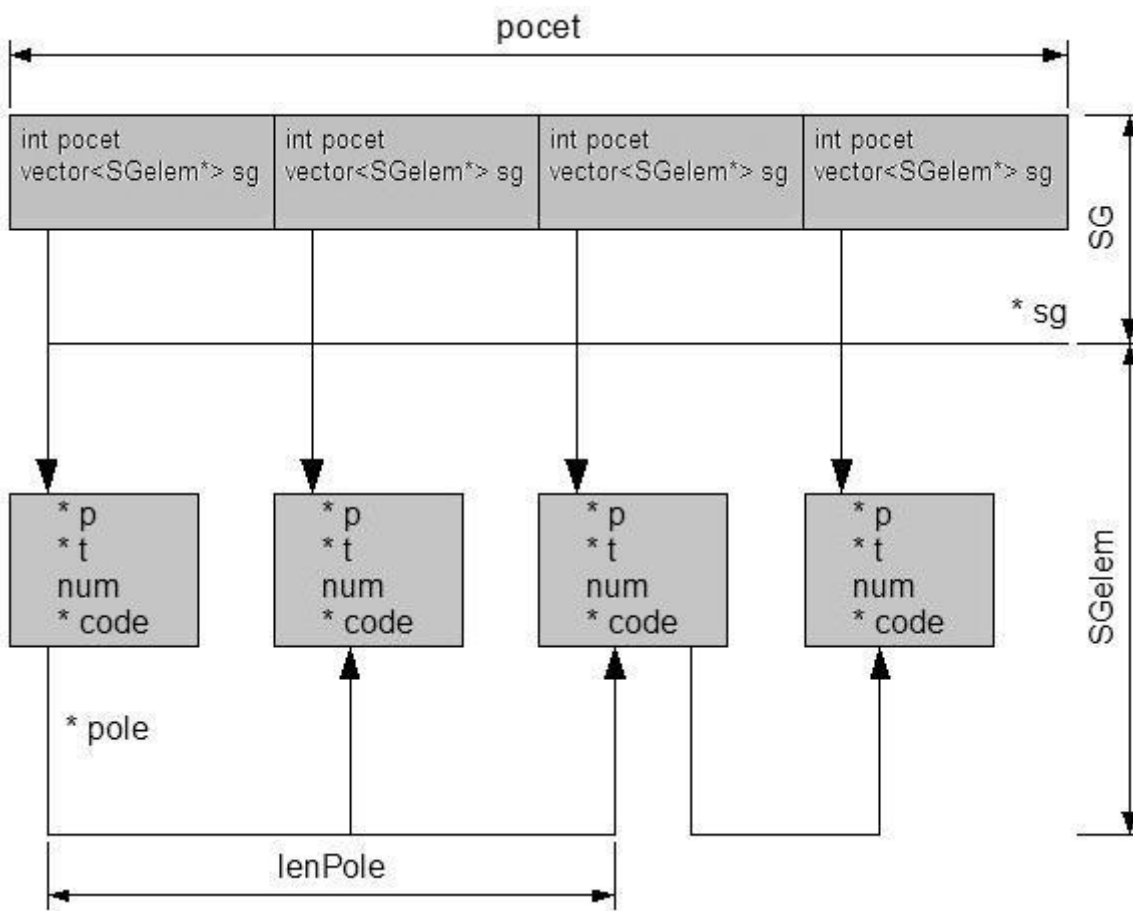 pocet
int pocet
vector<SGelem*> sg
int pocet
vector<SGelem*> sg
int pocet
vector<SGelem*> sg
int pocet
vector<SGelem*> sg
SG
* sg
* p
* t
num
* code
* p
* t
num
* code
* p
* t
num
* code
* p
* t
num
* code
SGelem
* pole
lenPole